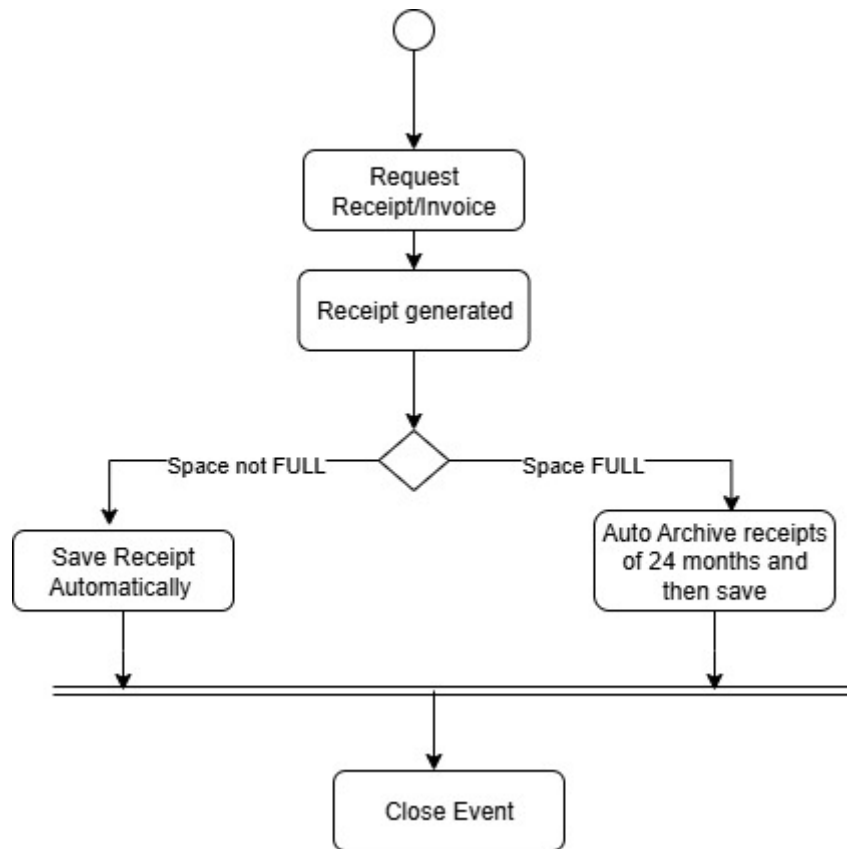 Request
Receipt/Invoice
Receipt generated
Space not FULL
Space FULL
Save Receipt
Automatically
Auto Archive receipts
of 24 months and
then save
Close Event